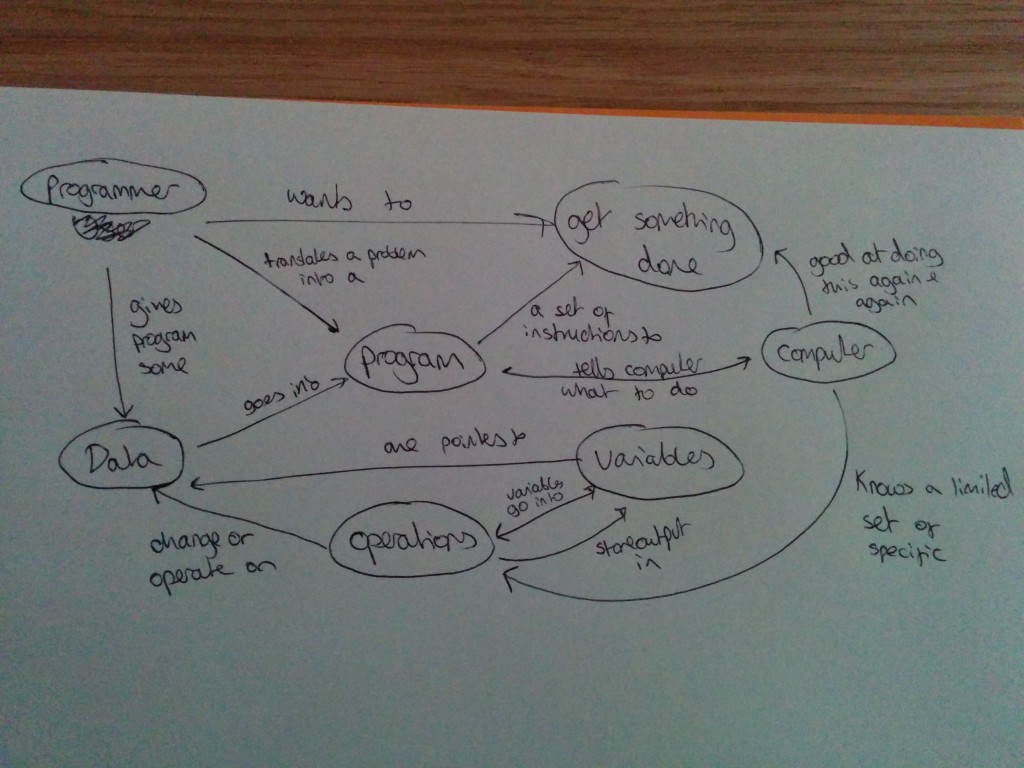 programmer
wants to
get something
done
translates a problem
into a
good at doing
this again &
again
gives
program
some
a set of
instructions to
program
computer
tells computer
what to do
goes into
Data
are pointers to
variables
variables
go into
Knows a limited
set of
specific
change or
operate on
operations
store output
in